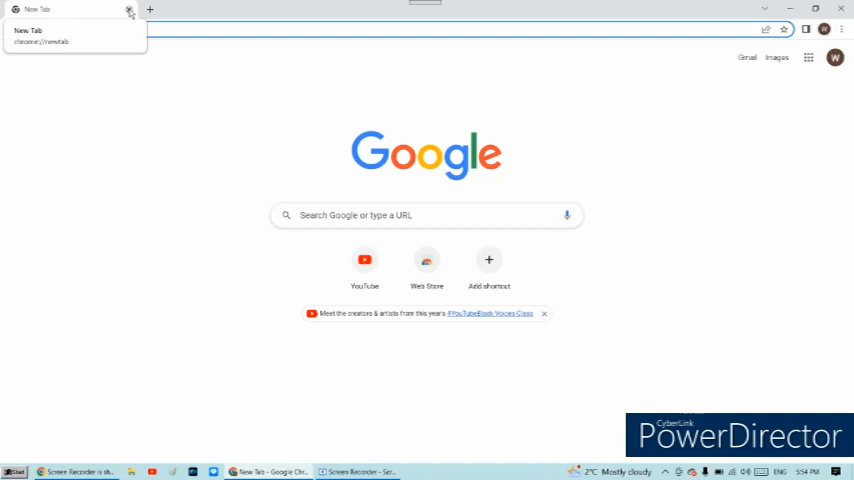 New Tab
New Tab
chrome://newtab
W
Gmail
Images
W
Google
Search Google or type a URL
YouTube
Web Store
Add shortcut
Meet the creators & artists from this year's #YouTubeBlack Voices Class
CyberLink
PowerDirector
Start
Screen Recorder is sh...
New Tab - Google Chr...
Screen Recorder - Scr...
2°C Mostly cloudy
ENG
5:54 PM